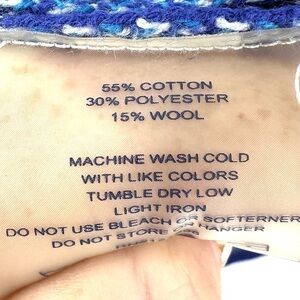 55% COTTON
30% POLYESTER
15% WOOL
MACHINE WASH COLD
WITH LIKE COLORS
TUMBLE DRY LOW
LIGHT IRON
DO NOT USE BLEACH OR SOFTENER
DO NOT STORE HANGER